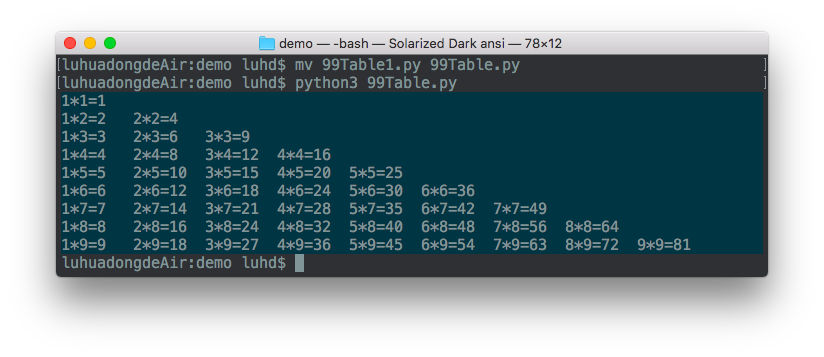 demo — -bash — Solarized Dark ansi — 78×12
[luhuadongdeAir:demo luhd$ mv 99Table1.py 99Table.py ]
[luhuadongdeAir:demo luhd$ python3 99Table.py ]
1*1=1
1*2=2 2*2=4
1*3=3 2*3=6 3*3=9
1*4=4 2*4=8 3*4=12 4*4=16
1*5=5 2*5=10 3*5=15 4*5=20 5*5=25
1*6=6 2*6=12 3*6=18 4*6=24 5*6=30 6*6=36
1*7=7 2*7=14 3*7=21 4*7=28 5*7=35 6*7=42 7*7=49
1*8=8 2*8=16 3*8=24 4*8=32 5*8=40 6*8=48 7*8=56 8*8=64
1*9=9 2*9=18 3*9=27 4*9=36 5*9=45 6*9=54 7*9=63 8*9=72 9*9=81
luhuadongdeAir:demo luhd$